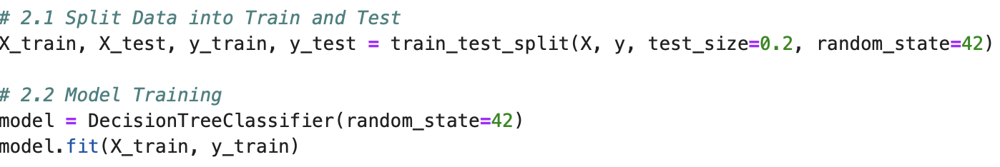 # 2.1 Split Data into Train and Test
X_train, X_test, y_train, y_test = train_test_split(X, y, test_size=0.2, random_state=42)
# 2.2 Model Training
model = DecisionTreeClassifier(random_state=42)
model.fit(X_train, y_train)